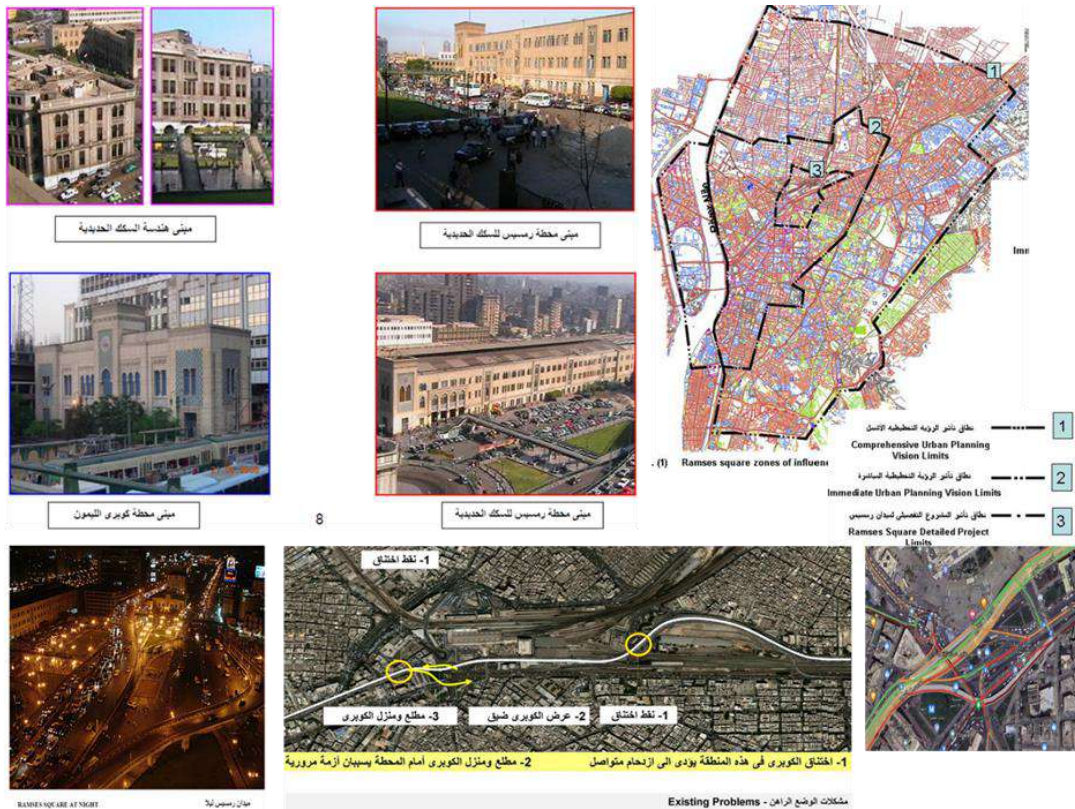 مبنى هندسة السكك الحديدية
مبنى محطة رمسيس للسكك الحديدية
مبنى محطة كوبرى الليمون
8
مبنى محطة رمسيس للسكك الحديدية
1
2
3
River Nile
Imm
. (1) Ramses square zones of influen
نطاق تأثير الرؤية التخطيطية الأشمل
1
Comprehensive Urban Planning
Vision Limits
نطاق تأثير الرؤية التخطيطية المباشرة
2
Immediate Urban Planning Vision Limits
نطاق تأثير المشروع التفصيلى لميدان رمسيس
3
Ramses Square Detailed Project
Limits
RAMSES SQUARE AT NIGHT
ميدان رمسيس ليلا
1- نقط اختناق
1- نقط اختناق
2- عرض الكوبرى ضيق
3- مطلع ومنزل الكوبرى
1- اختناق الكوبرى فى هذه المنطقة يؤدى الى ازدحام متواصل
2- مطلع ومنزل الكوبرى أمام المحطة يسببان أزمة مرورية
مشكلات الوضع الراهن - Existing Problems
M